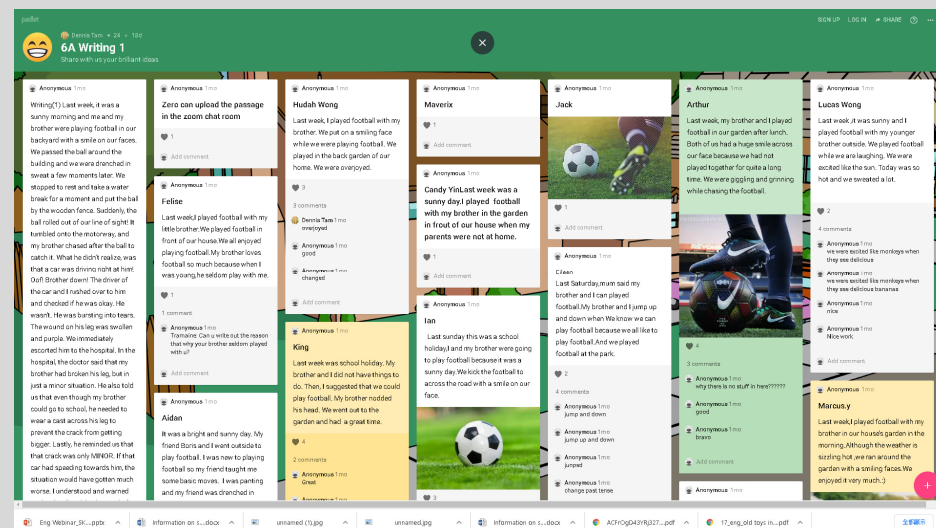 padlet
SIGN UP
LOG IN
SHARE
Dennis Tam + 24 • 18d
6A Writing 1
Share with us your brilliant ideas
Anonymous 1mo
Writing(1) Last week, it was a
sunny morning and me and my
brother were playing football in our
backyard with a smile on our faces.
We passed the ball around the
building and we were drenched in
sweat a few moments later. We
stopped to rest and take a water
break for a moment and put the ball
by the wooden fence. Suddenly, the
ball rolled out of our line of sight! It
tumbled onto the motorway, and
my brother chased after the ball to
catch it. What he didn't realize, was
that a car was driving right at him!
Oof! Brother down! The driver of
the car and I rushed over to him
and checked if he was okay. He
wasn't. He was bursting into tears.
The wound on his leg was swollen
and purple. We immediately
escorted him to the hospital. In the
hospital, the doctor said that my
brother had broken his leg, but in
just a minor situation. He also told
us that even though my brother
could go to school, he needed to
wear a cast across his leg to
prevent the crack from getting
bigger. Lastly, he reminded us that
that crack was only MINOR. If that
car had speeding towards him, the
situation would have gotten much
worse. I understood and warned
Anonymous 1mo
Zero can upload the passage
in the zoom chat room
1
Add comment
Anonymous 1mo
Felise
Last week,I played football with my
little brother.We played football in
front of our house.We all enjoyed
playing football.My brother loves
football so much because when I
was young,he seldom play with me.
1
1 comment
Anonymous 1mo
Tramaine: Can u write out the reason
that why your brother seldom played
with u?
Add comment
Anonymous 1mo
Aidan
It was a bright and sunny day. My
friend Boris and I went outside to
play football. I was new to playing
football so my friend taught me
some basic moves. I was panting
and my friend was drenched in
Anonymous 1mo
Hudah Wong
Last week, I played football with my
brother. We put on a smiling face
while we were playing football. We
played in the back garden of our
home. We were overjoyed.
3
3 comments
Dennis Tam 1mo
overjoyed
Anonymous 1mo
good
Anonymous 1mo
changed
Add comment
Anonymous 1mo
King
Last week was school holiday. My
brother and I did not have things to
do. Then, I suggested that we could
play football. My brother nodded
his head. We went out to the
garden and had a great time.
4
2 comments
Anonymous 1mo
Great
Anonymous 1mo
Anonymous 1mo
Maverix
1
Add comment
Anonymous 1mo
Candy YinLast week was a
sunny day.I played football
with my brother in the garden
in frout of our house when my
parents were not at home.
1
Add comment
Anonymous 1mo
Ian
Last sunday this was a school
holiday,I and my brother were going
to play football because it was a
sunny day.We kick the football to
across the road with a smile on our
face.
3
Anonymous 1mo
Jack
1
Add comment
Anonymous 1mo
Eileen
Last Saturday,mum said my
brother and I can played
football.My brother and I jump up
and down when We know we can
play football because we all like to
play football.And we played
football at the park.
2
4 comments
Anonymous 1mo
jump up and down
Anonymous 1mo
junped
Anonymous 1mo
change past tense
Anonymous 1mo
Arthur
Last week, my brother and I played
football in our garden after lunch.
Both of us had a huge smile across
our face because we had not
played together for quite a long
time. We were giggling and grinning
while chasing the football.
4
3 comments
Anonymous 1mo
why there is no stuff in here??????
Anonymous 1mo
good
Anonymous 1mo
bravo
Add comment
Anonymous 1mo
Anonymous 1mo
Lucas Wong
Last week ,it was sunny and I
played football with my younger
brother outside. We played football
while we are laughing. We were
excited like the sun. Today was so
hot and we sweated a lot.
2
4 comments
Anonymous 1mo
we were excited like monkeys when
they see delicious
Anonymous 1mo
we were excited like monkeys when
they see delicious bananas
Anonymous 1mo
nice
Anonymous 1mo
Nice work
Add comment
Anonymous 1mo
Marcus.y
Last week,I played football with my
brother in our house's garden in the
morning.Although the weather is
sizzling hot ,we ran around the
garden with a smiling faces.We
enjoyed it very much.:)
Eng Webinar_SK....pptx
Information on s....docx
unnamed (1).jpg
unnamed.jpg
Information on s....docx
ACFrOgD43YRj327....pdf
17_eng_old toys in....pdf
全部顯示